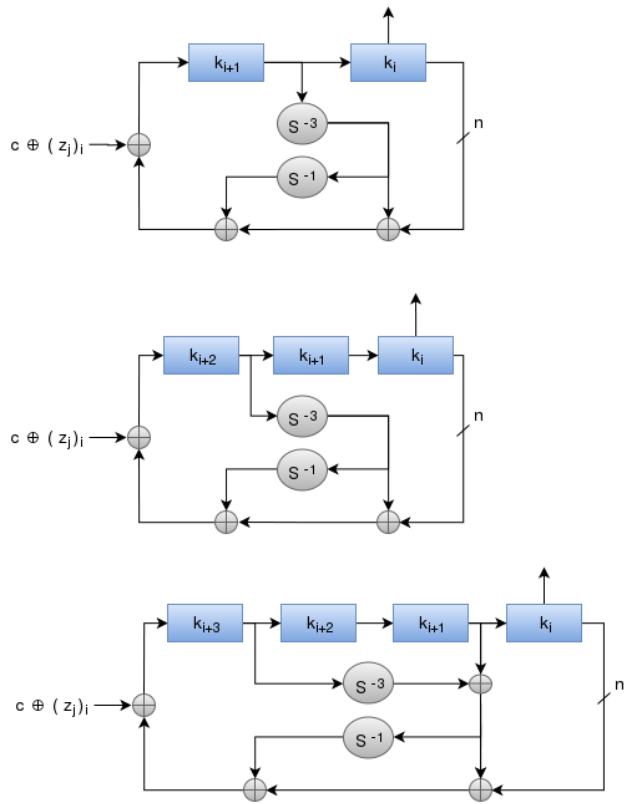 k_{i+1} k_i
n
S^{-3}
c ⊕ (z_j)_i
S^{-1}
k_{i+2} k_{i+1} k_i
n
S^{-3}
c ⊕ (z_j)_i
S^{-1}
k_{i+3} k_{i+2} k_{i+1} k_i
S^{-3} n
c ⊕ (z_j)_i
S^{-1}